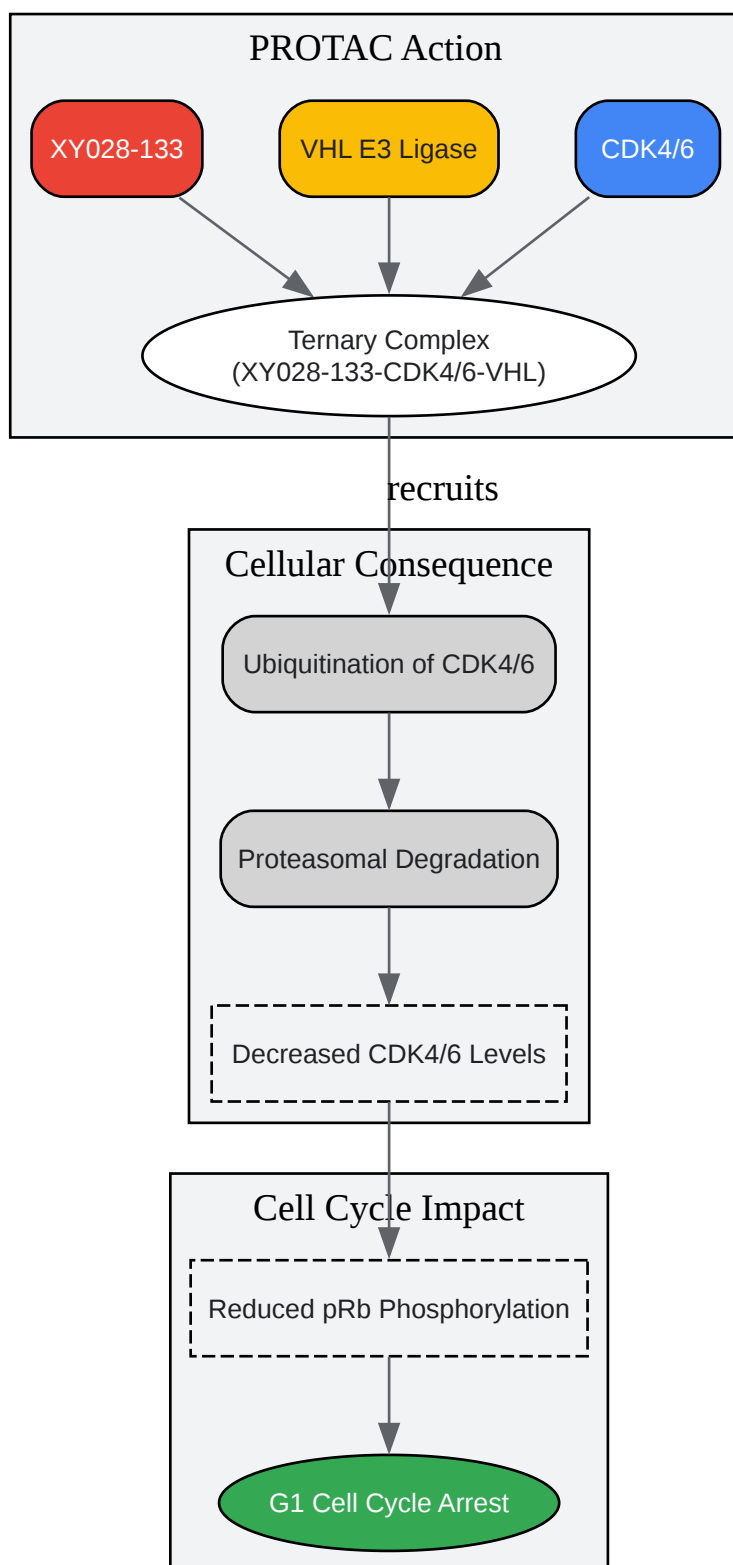 PROTAC Action
XY028-133
VHL E3 Ligase
CDK4/6
Ternary Complex
(XY028-133-CDK4/6-VHL)
recruits
Cellular Consequence
Ubiquitination of CDK4/6
Proteasomal Degradation
Decreased CDK4/6 Levels
Cell Cycle Impact
Reduced pRb Phosphorylation
G1 Cell Cycle Arrest